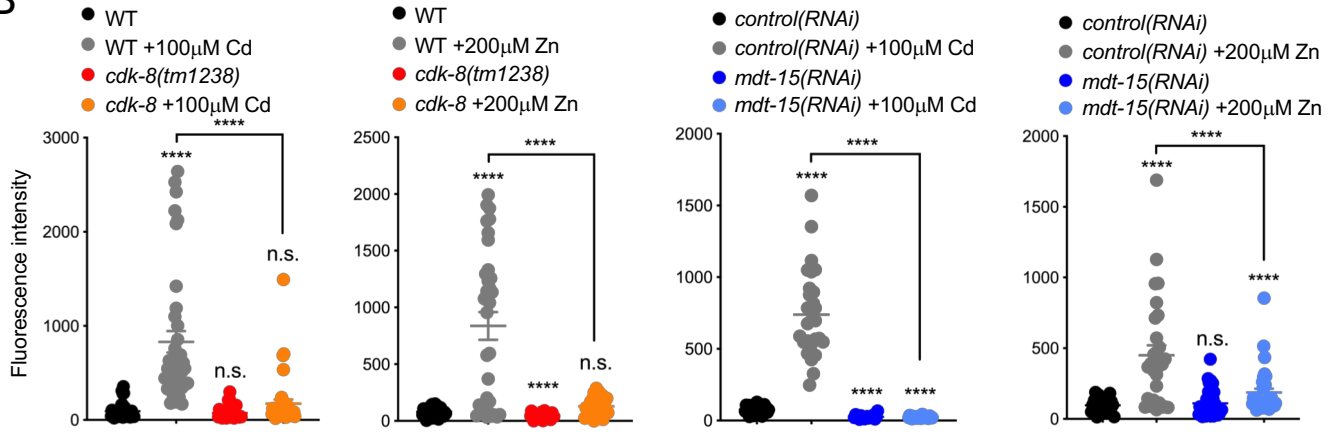 B
WT
WT +100µM Cd
cdk-8(tm1238)
cdk-8 +100µM Cd
WT
WT +200µM Zn
cdk-8(tm1238)
cdk-8 +200µM Zn
control(RNAi)
control(RNAi) +100µM Cd
mdt-15(RNAi)
mdt-15(RNAi) +100µM Cd
control(RNAi)
control(RNAi) +200µM Zn
mdt-15(RNAi)
mdt-15(RNAi) +200µM Zn
Fluorescence intensity
3000
2000
1000
0
****
****
n.s.
n.s.
2500
2000
1500
1000
500
0
****
****
****
n.s.
2000
1500
1000
500
0
****
****
****
****
2000
1500
1000
500
0
****
****
n.s.
****